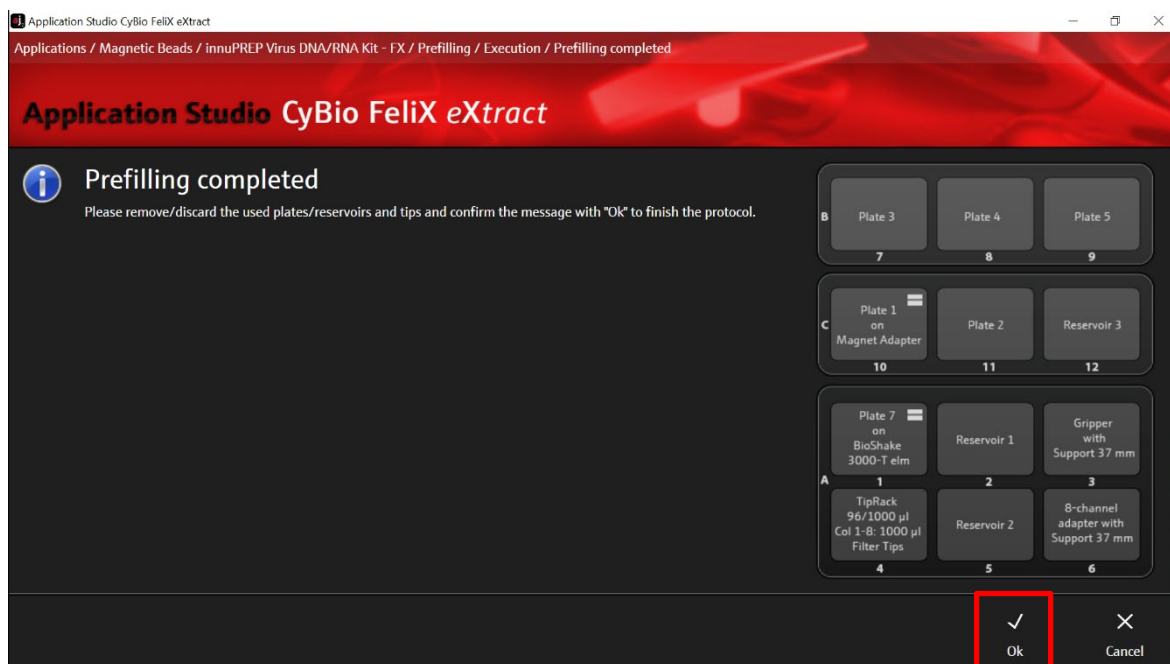 Application Studio CyBio FeliX eXtract
Applications / Magnetic Beads / innuPREP Virus DNA/RNA Kit - FX / Prefilling / Execution / Prefilling completed
Application Studio CyBio FeliX eXtract
Prefilling completed
Please remove/discard the used plates/reservoirs and tips and confirm the message with "Ok" to finish the protocol.
B
Plate 3
7
Plate 4
8
Plate 5
9
C
Plate 1
on
Magnet Adapter
10
Plate 2
11
Reservoir 3
12
A
Plate 7
on
BioShake
3000-T elm
1
Reservoir 1
2
Gripper
with
Support 37 mm
3
TipRack
96/1000 µl
Col 1-8: 1000 µl
Filter Tips
4
Reservoir 2
5
8-channel
adapter with
Support 37 mm
6
Ok
Cancel